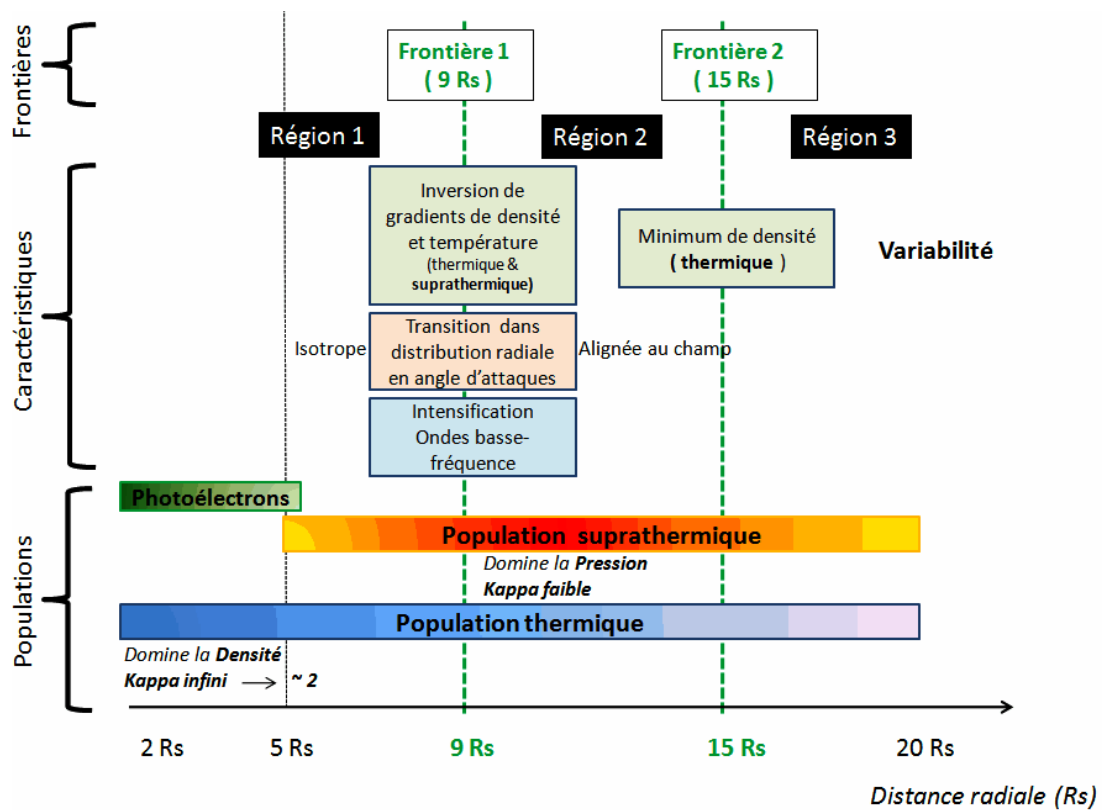 Frontières
Frontière 1
( 9 Rs )
Frontière 2
( 15 Rs )
Région 1
Région 2
Région 3
Caractéristiques
Inversion de
gradients de densité
et température
(thermique &
suprathermique)
Minimum de densité
( thermique )
Variabilité
Isotrope
Transition dans
distribution radiale
en angle d'attaques
Alignée au champ
Intensification
Ondes basse-
fréquence
Populations
Photoélectrons
Population suprathermique
Domine la Pression
Kappa faible
Population thermique
Domine la Densité
Kappa infini → ~ 2
2 Rs
5 Rs
9 Rs
15 Rs
20 Rs
Distance radiale (Rs)